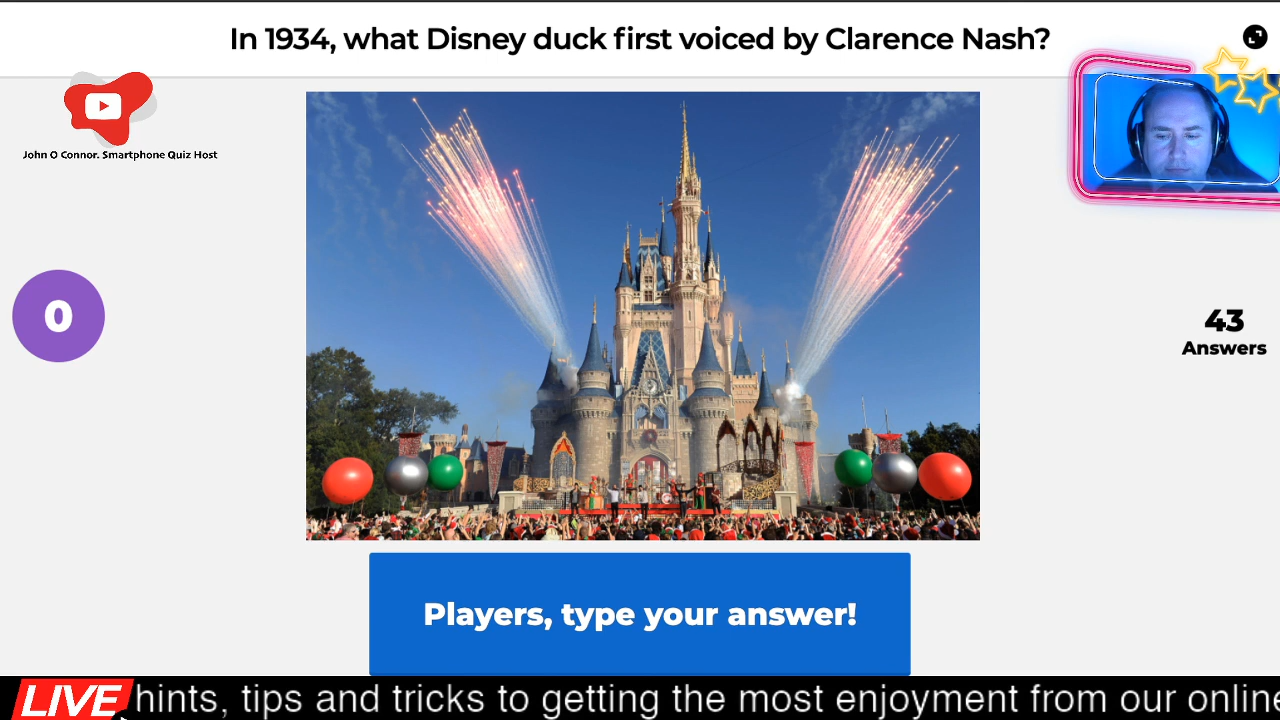 In 1934, what Disney duck first voiced by Clarence Nash?
John O Connor. Smartphone Quiz Host
0
43
Answers
Players, type your answer!
LIVE hints, tips and tricks to getting the most enjoyment from our online